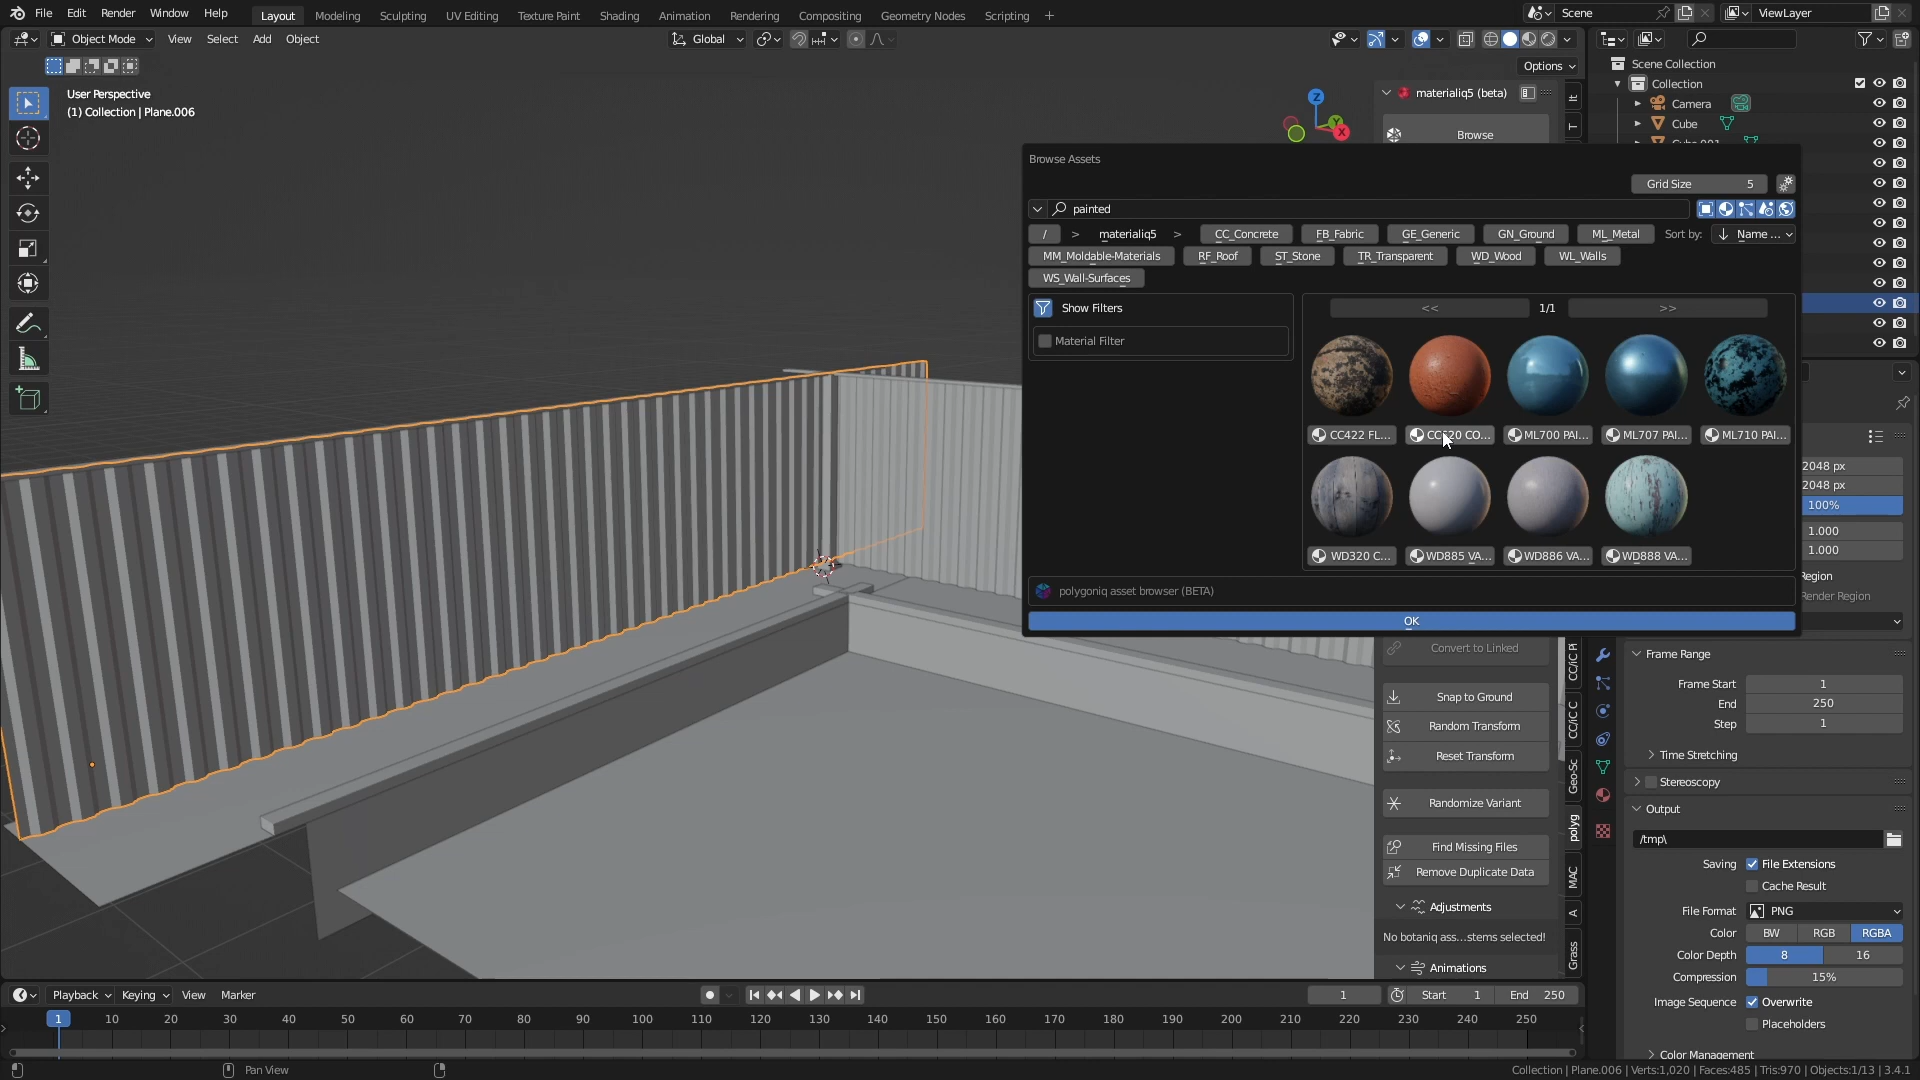 File Edit Render Window Help Layout Modeling Sculpting UV Editing Texture Paint Shading Animation Rendering Compositing Geometry Nodes Scripting + Scene ViewLayer
Object Mode View Select Add Object Global
Options
User Perspective
(1) Collection | Plane.006
Z
Y
X
materialiq5 (beta)
Browse
Scene Collection
Collection
Camera
Cube
Browse Assets
Grid Size 5
painted
/ > materialiq5 > CC_Concrete FB_Fabric GE_Generic GN_Ground ML_Metal Sort by: Name ...
MM_Moldable-Materials RF_Roof ST_Stone TR_Transparent WD_Wood WL_Walls
WS_Wall-Surfaces
Show Filters << 1/1 >>
Material Filter
CC422 FL... CO... ML700 PAI... ML707 PAI... ML710 PAI...
WD320 C... WD885 VA... WD886 VA... WD888 VA...
polygoniq asset browser (BETA)
OK
2048 px
2048 px
100%
1.000
1.000
Region
Render Region
Convert to Linked
Snap to Ground
Random Transform
Reset Transform
Randomize Variant
Find Missing Files
Remove Duplicate Data
Adjustments
No botaniq ass...stems selected!
Animations
It
T
CC/iC C
Geo-Sc
polyg
MAC
A
Grass
Frame Range
Frame Start 1
End 250
Step 1
Time Stretching
Stereoscopy
Output
/tmp\
Saving File Extensions
Cache Result
File Format PNG
Color BW RGB RGBA
Color Depth 8 16
Compression 15%
Image Sequence Overwrite
Placeholders
Color Management
Playback Keying View Marker 1 Start 1 End 250
1 10 20 30 40 50 60 70 80 90 100 110 120 130 140 150 160 170 180 190 200 210 220 230 240 250
Pan View
Collection | Plane.006 | Verts:1,020 | Faces:485 | Tris:970 | Objects:1/13 | 3.4.1